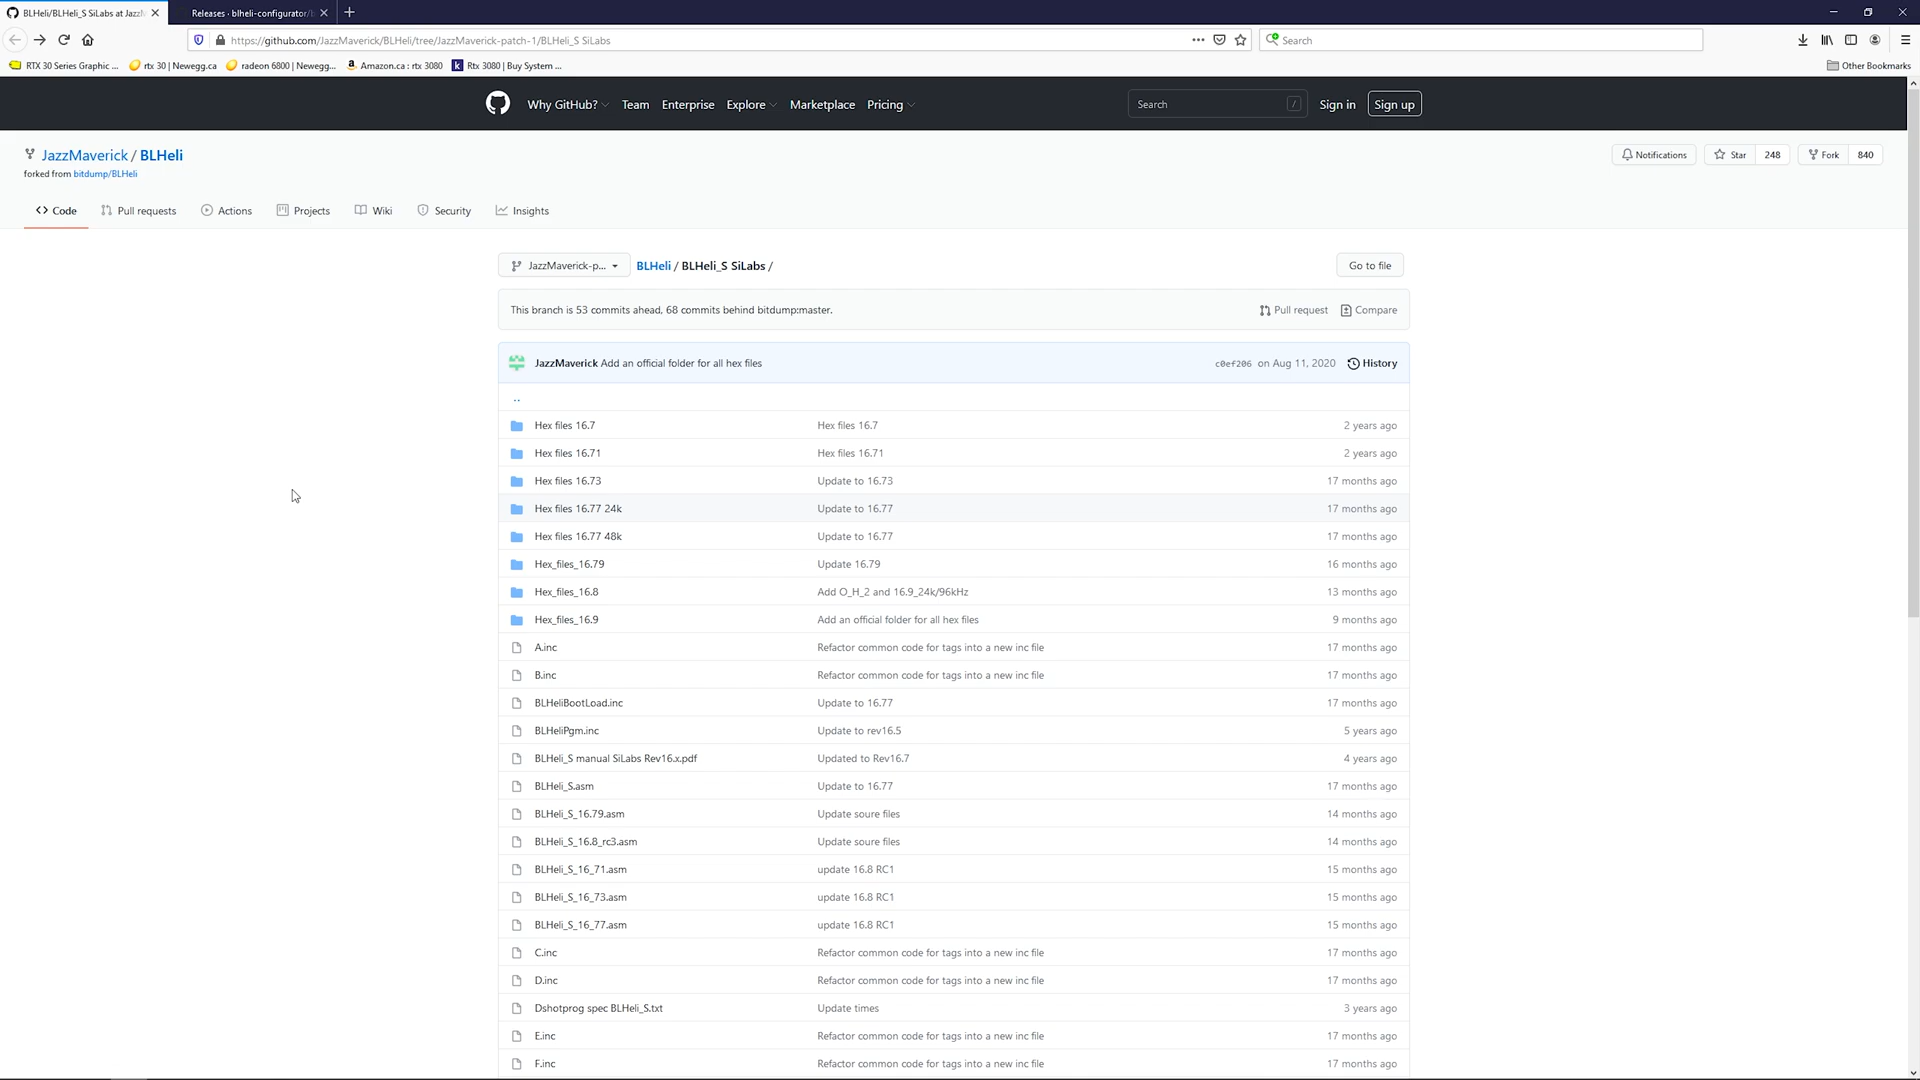 BLHeli/BLHeli_S SiLabs at JazzM
Releases · blheli-configurator/b
https://github.com/JazzMaverick/BLHeli/tree/JazzMaverick-patch-1/BLHeli_S SiLabs
Search
RTX 30 Series Graphic ... rtx 30 | Newegg.ca radeon 6800 | Newegg... Amazon.ca : rtx 3080 Rtx 3080 | Buy System ... Other Bookmarks
Why GitHub? Team Enterprise Explore Marketplace Pricing Search / Sign in Sign up
JazzMaverick / BLHeli
Notifications Star 248 Fork 840
forked from bitdump/BLHeli
Code Pull requests Actions Projects Wiki Security Insights
JazzMaverick-p... BLHeli / BLHeli_S SiLabs / Go to file
This branch is 53 commits ahead, 68 commits behind bitdump:master. Pull request Compare
JazzMaverick Add an official folder for all hex files c0ef206 on Aug 11, 2020 History
..
Hex files 16.7 Hex files 16.7 2 years ago
Hex files 16.71 Hex files 16.71 2 years ago
Hex files 16.73 Update to 16.73 17 months ago
Hex files 16.77 24k Update to 16.77 17 months ago
Hex files 16.77 48k Update to 16.77 17 months ago
Hex_files_16.79 Update 16.79 16 months ago
Hex_files_16.8 Add O_H_2 and 16.9_24k/96kHz 13 months ago
Hex_files_16.9 Add an official folder for all hex files 9 months ago
A.inc Refactor common code for tags into a new inc file 17 months ago
B.inc Refactor common code for tags into a new inc file 17 months ago
BLHeliBootLoad.inc Update to 16.77 17 months ago
BLHeliPgm.inc Update to rev16.5 5 years ago
BLHeli_S manual SiLabs Rev16.x.pdf Updated to Rev16.7 4 years ago
BLHeli_S.asm Update to 16.77 17 months ago
BLHeli_S_16.79.asm Update soure files 14 months ago
BLHeli_S_16.8_rc3.asm Update soure files 14 months ago
BLHeli_S_16_71.asm update 16.8 RC1 15 months ago
BLHeli_S_16_73.asm update 16.8 RC1 15 months ago
BLHeli_S_16_77.asm update 16.8 RC1 15 months ago
C.inc Refactor common code for tags into a new inc file 17 months ago
D.inc Refactor common code for tags into a new inc file 17 months ago
Dshotprog spec BLHeli_S.txt Update times 3 years ago
E.inc Refactor common code for tags into a new inc file 17 months ago
F.inc Refactor common code for tags into a new inc file 17 months ago